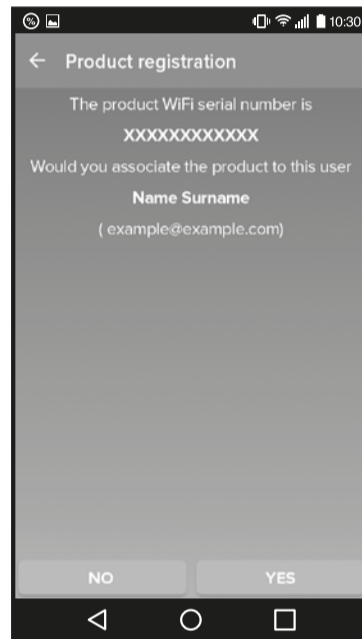 10:30
Product registration
The product WiFi serial number is
XXXXXXXXXXXX
Would you associate the product to this user
Name Surname
( example@example.com)
NO YES